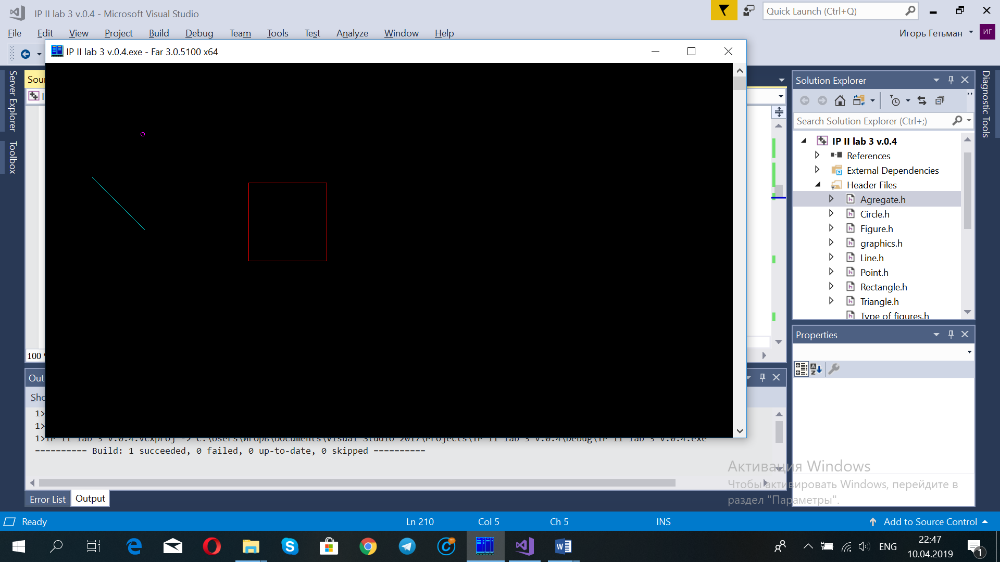 IP II lab 3 v.0.4 - Microsoft Visual Studio
Quick Launch (Ctrl+Q)
File Edit View Project Build Debug Team Tools Test Analyze Window Help
Игорь Гетьман
ИГ
IP II lab 3 v.0.4.exe - Far 3.0.5100 x64
Server Explorer
Toolbox
Sou
Solution Explorer
Search Solution Explorer (Ctrl+;)
IP II lab 3 v.0.4
References
External Dependencies
Header Files
Agregate.h
Circle.h
Figure.h
graphics.h
Line.h
Point.h
Rectangle.h
Triangle.h
Type of figures.h
Diagnostic Tools
Properties
100
Out
Sho
1>
1>
1>IP II lab 3 v.0.4.vcxproj -> C:\Users\Игорь\Documents\Visual Studio 2017\Projects\IP II lab 3 v.0.4\Debug\IP II lab 3 v.0.4.exe
========== Build: 1 succeeded, 0 failed, 0 up-to-date, 0 skipped ==========
Активация Windows
Чтобы активировать Windows, перейдите в
раздел "Параметры".
Error List Output
Ready Ln 210 Col 5 Ch 5 INS Add to Source Control
ENG
22:47
10.04.2019
1